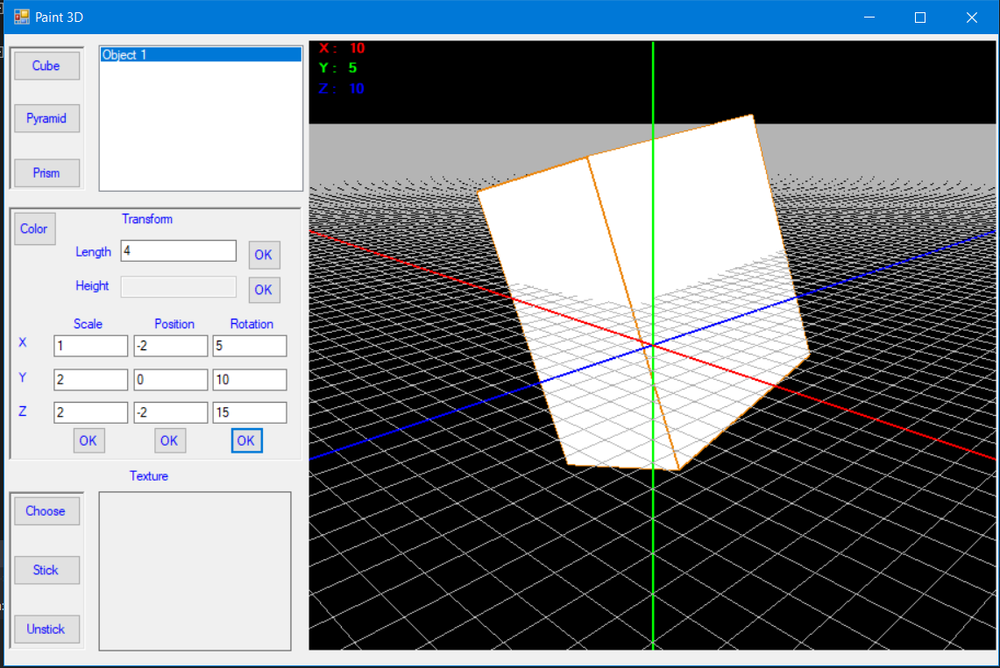 Paint 3D
Cube
Object 1
Pyramid
Prism
X : 10
Y : 5
Z : 10
Color
Transform
Length 4 OK
Height OK
Scale Position Rotation
X 1 -2 5
Y 2 0 10
Z 2 -2 15
OK OK OK
Texture
Choose
Stick
Unstick